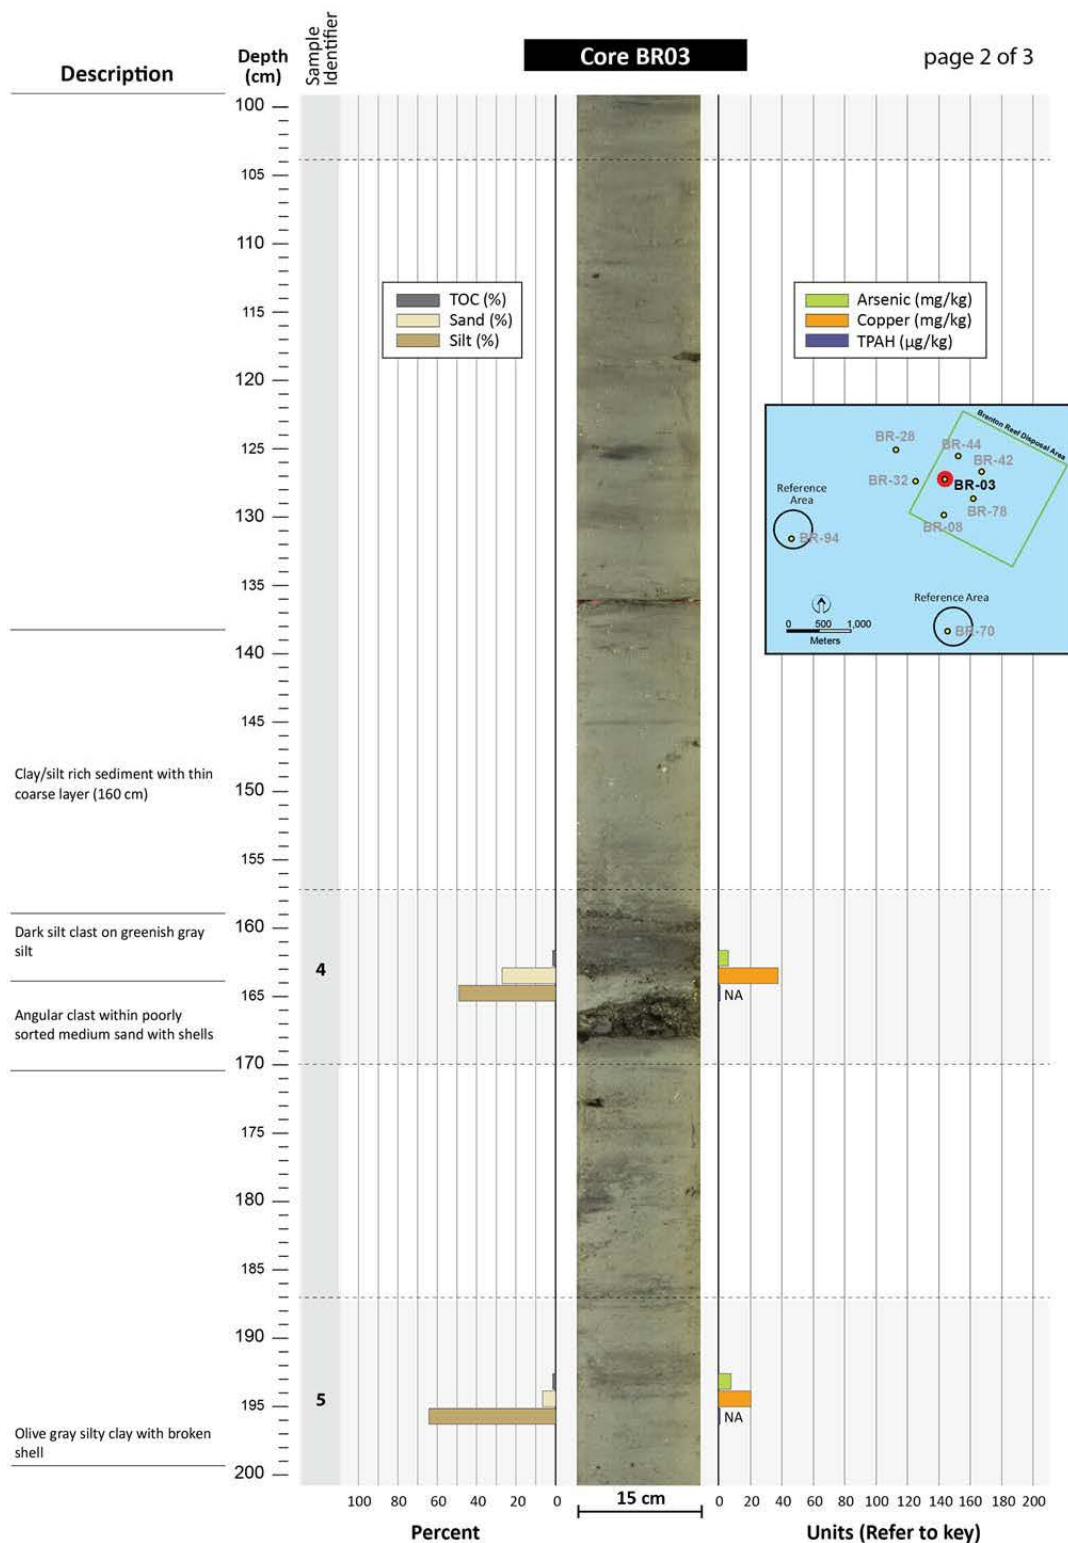 Core BR03
page 2 of 3
Description
Depth
(cm)
Sample
Identifier
100
105
110
115
120
125
130
135
140
145
150
155
160
165
170
175
180
185
190
195
200
TOC (%)
Sand (%)
Silt (%)
Arsenic (mg/kg)
Copper (mg/kg)
TPAH (µg/kg)
Brenton Reef Disposal Area
BR-28
BR-44
BR-42
BR-32
BR-03
Reference
Area
BR-78
BR-08
BR-94
Reference Area
0 500 1,000
Meters
BR-70
Clay/silt rich sediment with thin
coarse layer (160 cm)
Dark silt clast on greenish gray
silt
4
NA
Angular clast within poorly
sorted medium sand with shells
5
NA
Olive gray silty clay with broken
shell
100 80 60 40 20 0
15 cm
0 20 40 60 80 100 120 140 160 180 200
Percent
Units (Refer to key)